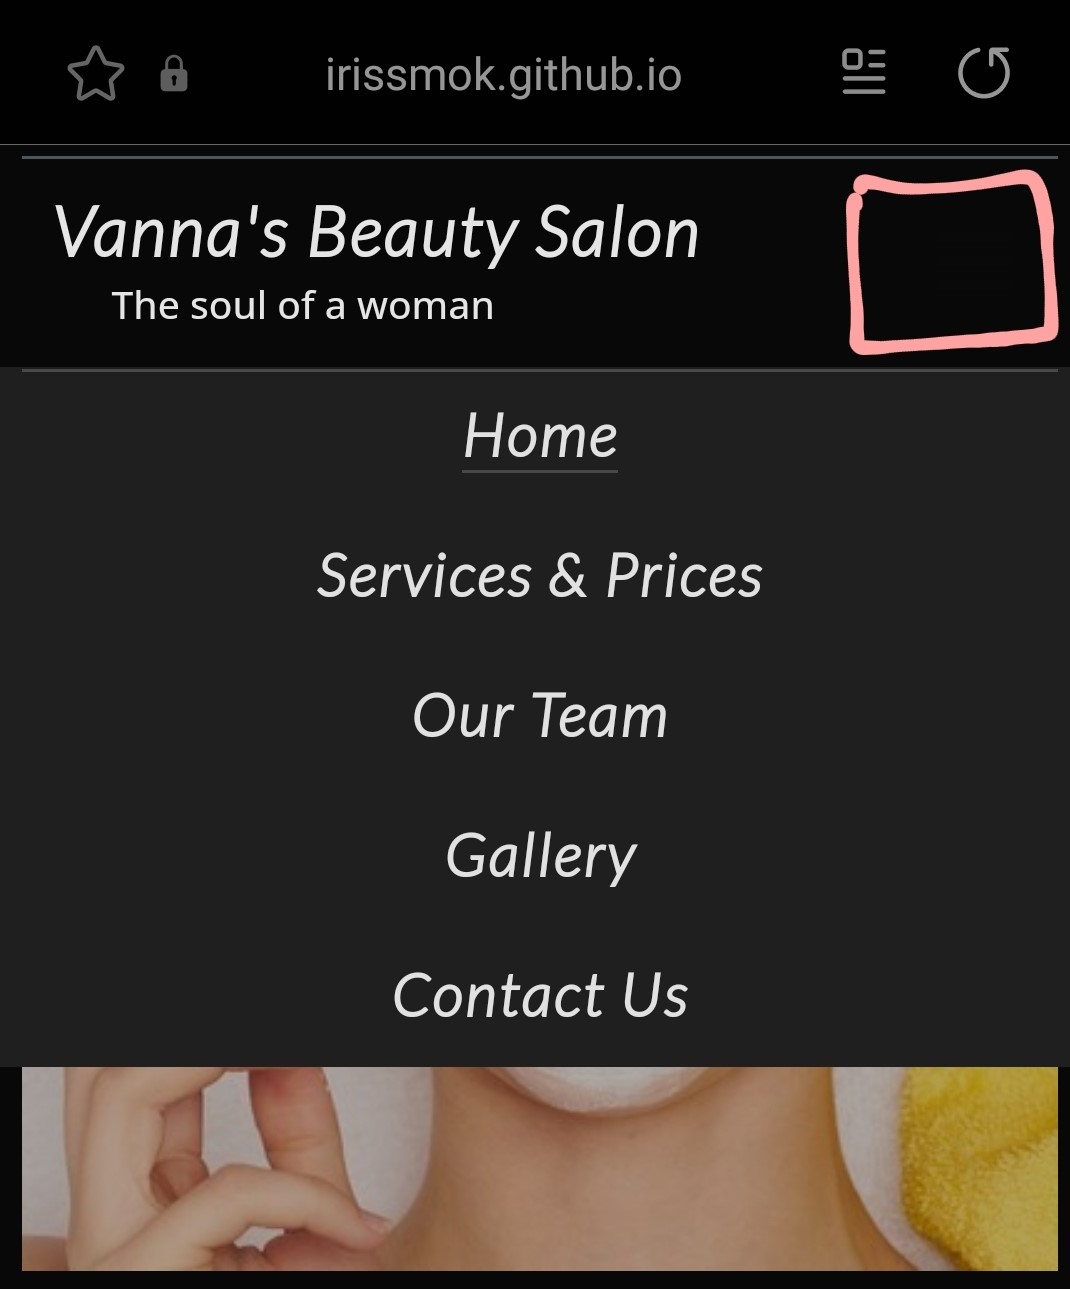 irissmok.github.io
Vanna's Beauty Salon
The soul of a woman
Home
Services & Prices
Our Team
Gallery
Contact Us